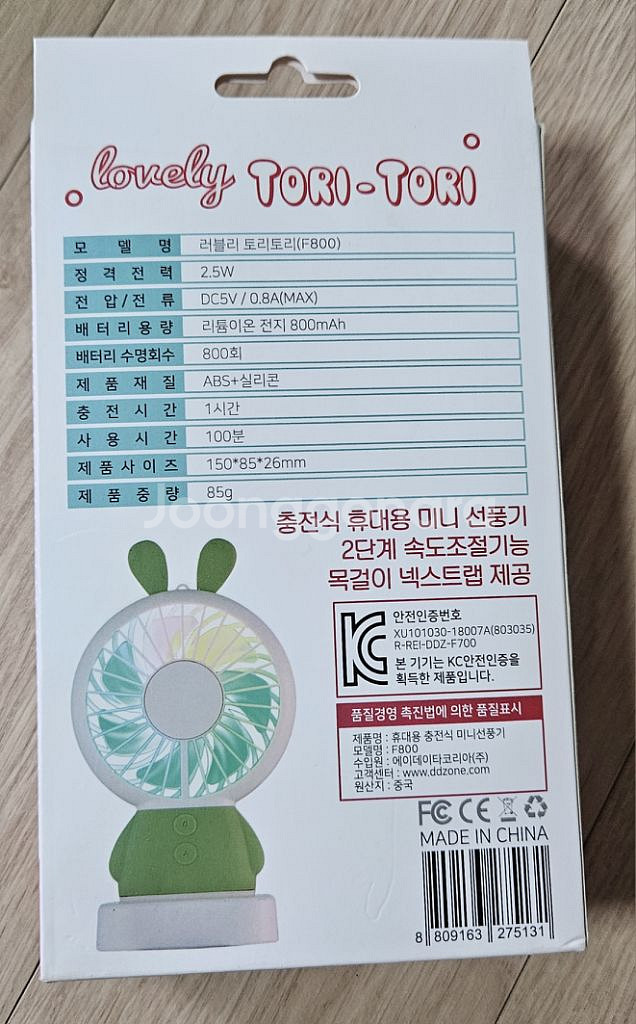 lovely TORI-TORI
모 델 명 러블리 토리토리(F800)
정 격 전 력 2.5W
전 압/전 류 DC5V / 0.8A(MAX)
배 터 리 용 량 리튬이온 전지 800mAh
배터리 수명회수 800회
제 품 재 질 ABS+실리콘
충 전 시 간 1시간
사 용 시 간 100분
제 품 사 이 즈 150*85*26mm
제 품 중 량 85g
Joonggonara
충전식 휴대용 미니 선풍기
2단계 속도조절기능
목걸이 넥스트랩 제공
안전인증번호
XU101030-18007A(803035)
R-REI-DDZ-F700
본 기기는 KC안전인증을
획득한 제품입니다.
품질경영 촉진법에 의한 품질표시
제품명 : 휴대용 충전식 미니선풍기
모델명 : F800
수입원 : 에이데이타코리아(주)
고객센터 : www.ddzone.com
원산지 : 중국
FC CE
MADE IN CHINA
8 809163 275131